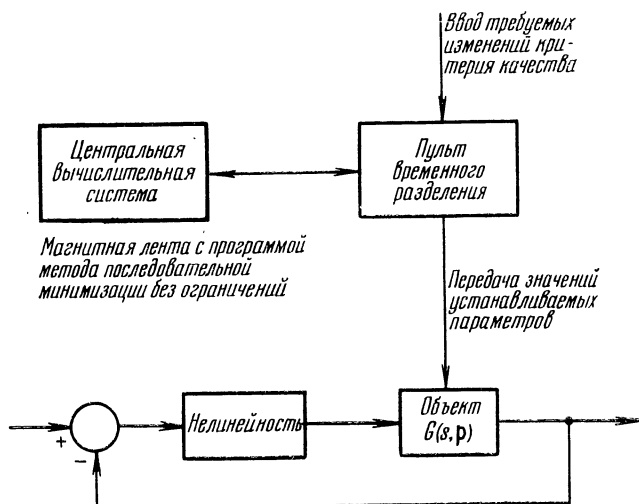 Ввод требуемых
изменений кри-
терия качества
Центральная
вычислительная
система
Пульт
временного
разделения
Магнитная лента с программой
метода последовательной
минимизации без ограничений
Передача значений
устанавливаемых
параметров
Нелинейность
Объект
G(s,p)
+
−